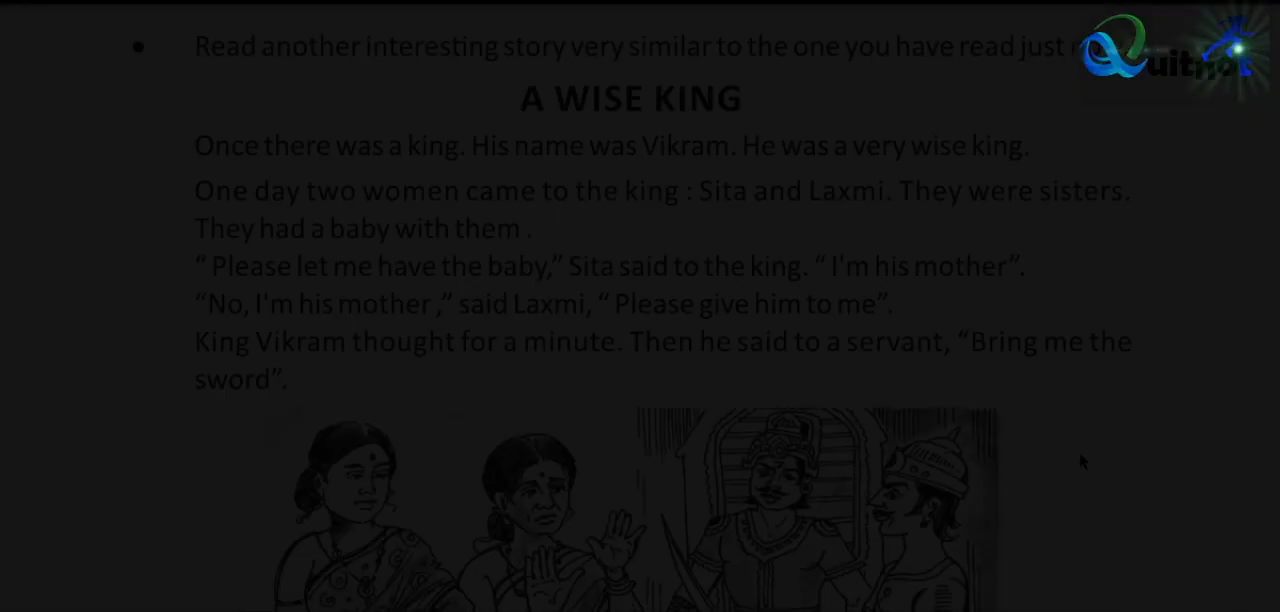 • Read another interesting story very similar to the one you have read just
A WISE KING
Once there was a king. His name was Vikram. He was a very wise king.
One day two women came to the king : Sita and Laxmi. They were sisters.
They had a baby with them .
“ Please let me have the baby,” Sita said to the king. “ I'm his mother”.
“No, I'm his mother ,” said Laxmi, “ Please give him to me”.
King Vikram thought for a minute. Then he said to a servant, “Bring me the
sword”.
Quitnot